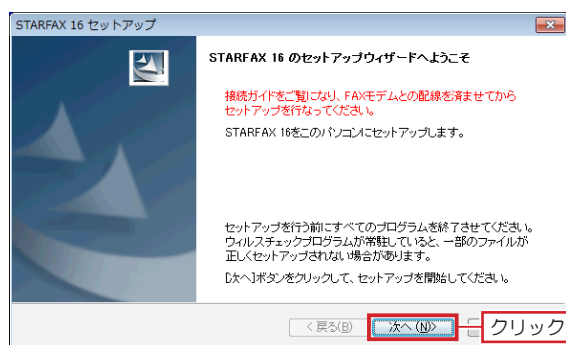 STARFAX 16 セットアップ
STARFAX 16 のセットアップウィザードへようこそ
接続ガイドをご覧になり、FAXモデムとの配線を済ませてから
セットアップを行なってください。
STARFAX 16をこのパソコンにセットアップします。
セットアップを行う前にすべてのプログラムを終了させてください。
ウィルスチェックプログラムが常駐していると、一部のファイルが
正しくセットアップされない場合があります。
[次へ]ボタンをクリックして、セットアップを開始してください。
< 戻る(B) 次へ(N)> クリック